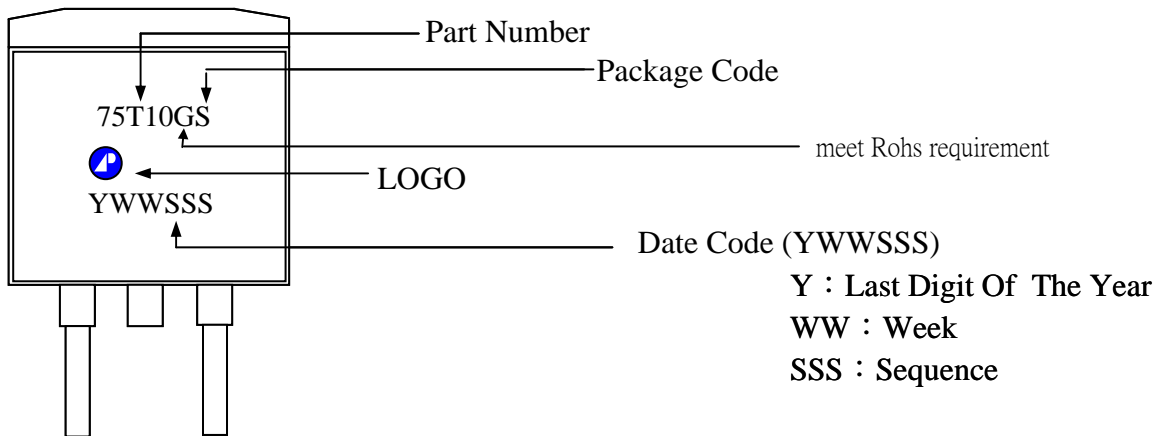 Part Number
Package Code
75T10GS
meet Rohs requirement
LOGO
YWWSSS
Date Code (YWWSSS)
Y：Last Digit Of The Year
WW：Week
SSS：Sequence